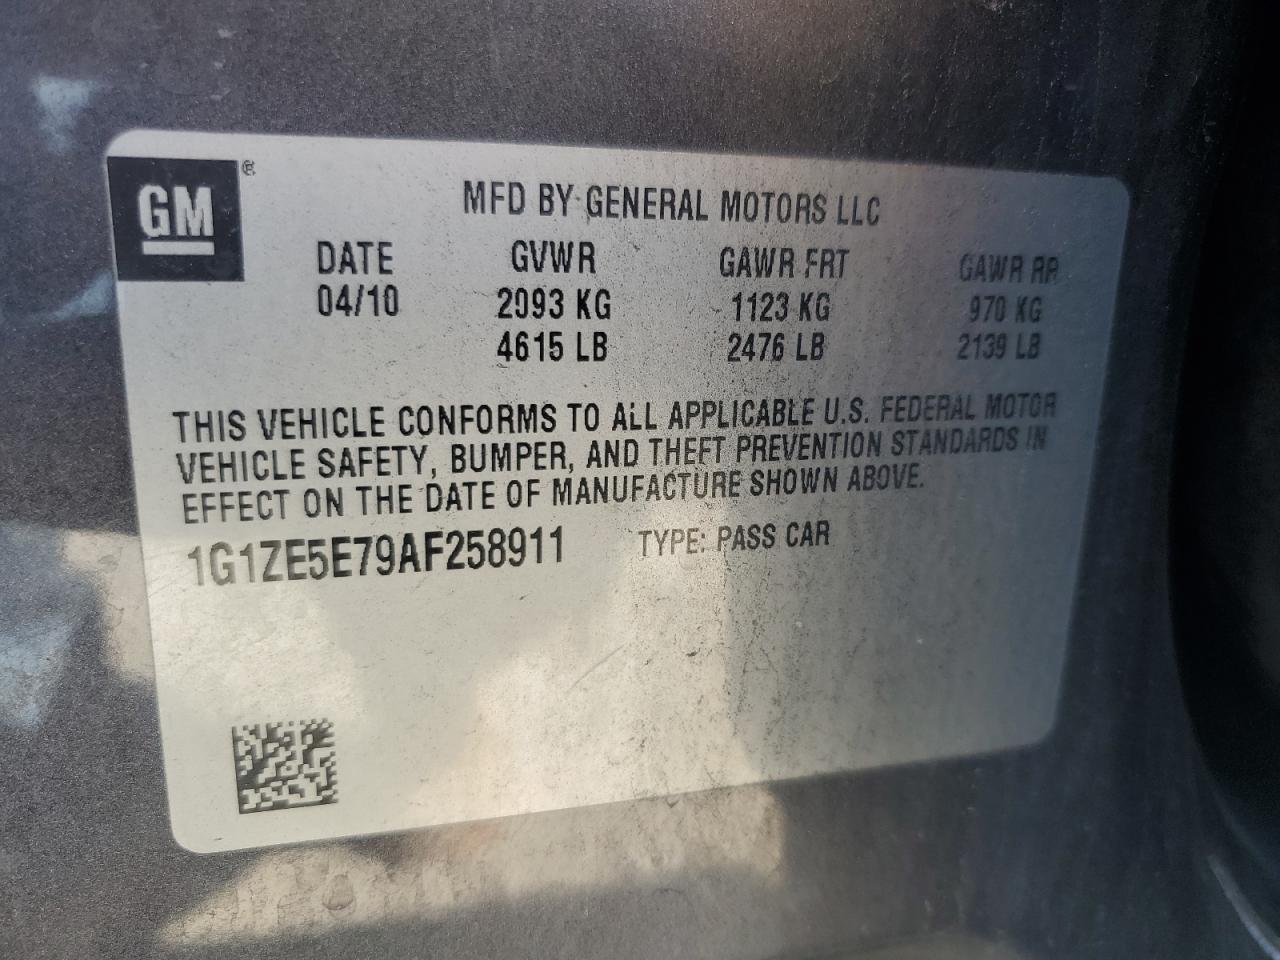 GM ®
MFD BY GENERAL MOTORS LLC
DATE GVWR GAWR FRT GAWR RR
04/10 2093 KG 1123 KG 970 KG
4615 LB 2476 LB 2139 LB
THIS VEHICLE CONFORMS TO ALL APPLICABLE U.S. FEDERAL MOTOR
VEHICLE SAFETY, BUMPER, AND THEFT PREVENTION STANDARDS IN
EFFECT ON THE DATE OF MANUFACTURE SHOWN ABOVE.
1G1ZE5E79AF258911 TYPE: PASS CAR